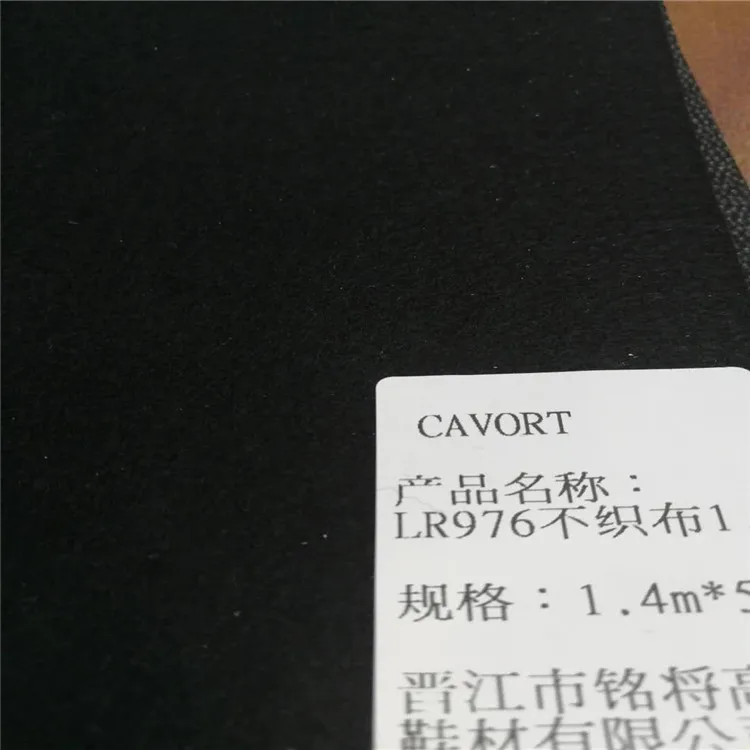 CAVORT
产品名称：
LR976不织布1
规格：1.4m*5
晋江市铭将高
鞋材有限公